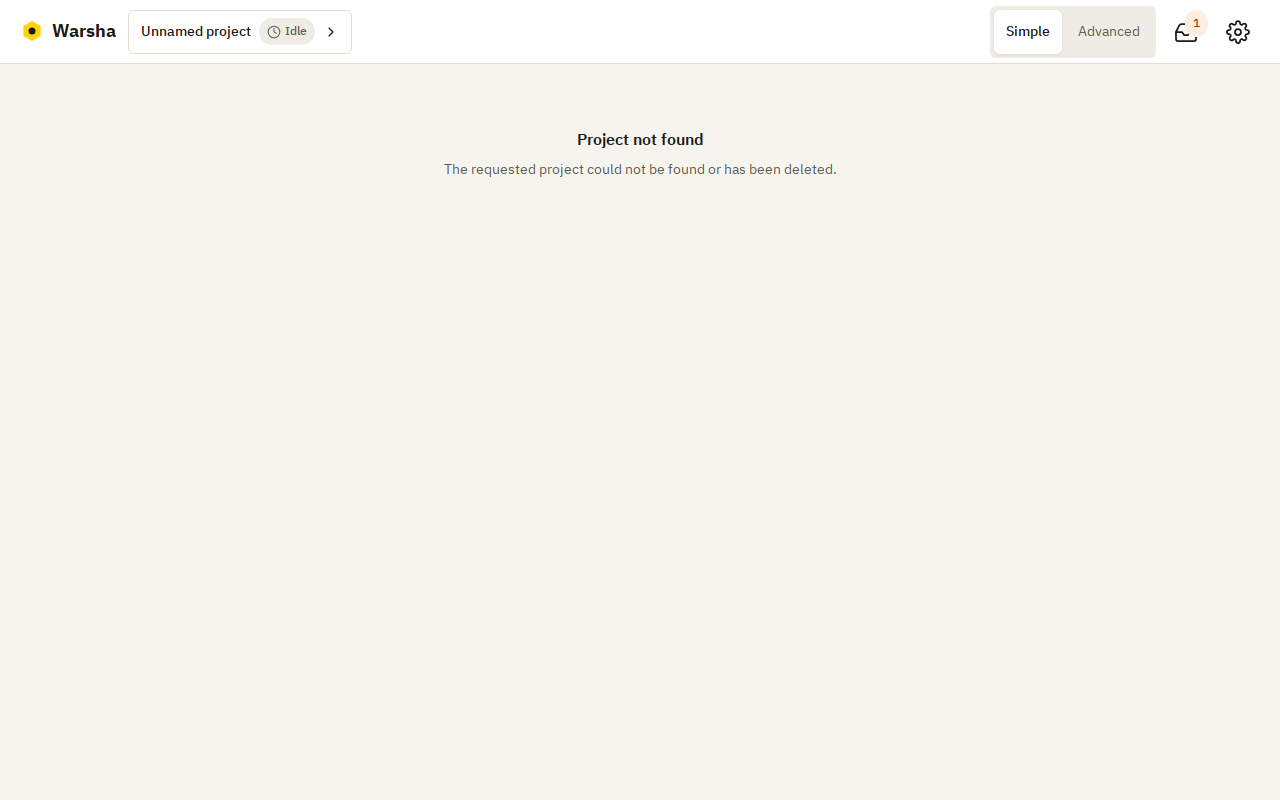 Warsha
Unnamed project
Idle
Simple
Advanced
1
Project not found
The requested project could not be found or has been deleted.